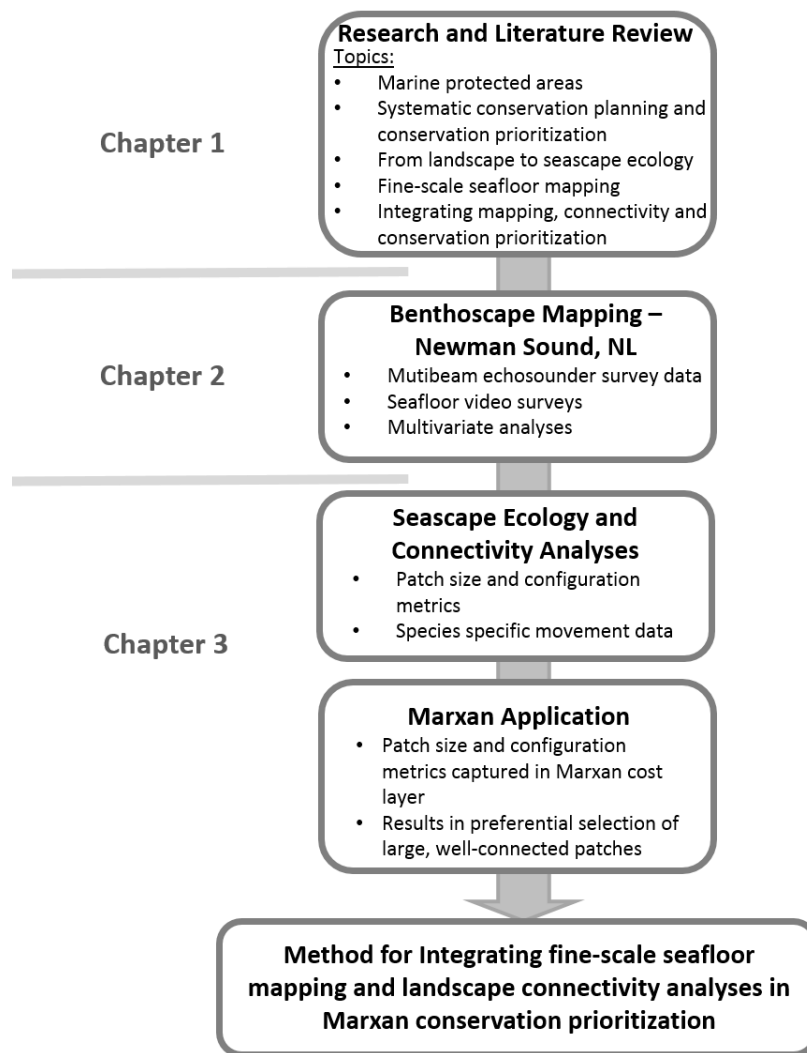 Research and Literature Review
Topics:
• Marine protected areas
• Systematic conservation planning and
conservation prioritization
• From landscape to seascape ecology
• Fine-scale seafloor mapping
• Integrating mapping, connectivity and
conservation prioritization
Chapter 1
Benthoscape Mapping –
Newman Sound, NL
• Mutibeam echosounder survey data
• Seafloor video surveys
• Multivariate analyses
Chapter 2
Seascape Ecology and
Connectivity Analyses
• Patch size and configuration
metrics
• Species specific movement data
Chapter 3
Marxan Application
• Patch size and configuration
metrics captured in Marxan cost
layer
• Results in preferential selection of
large, well-connected patches
Method for Integrating fine-scale seafloor
mapping and landscape connectivity analyses in
Marxan conservation prioritization